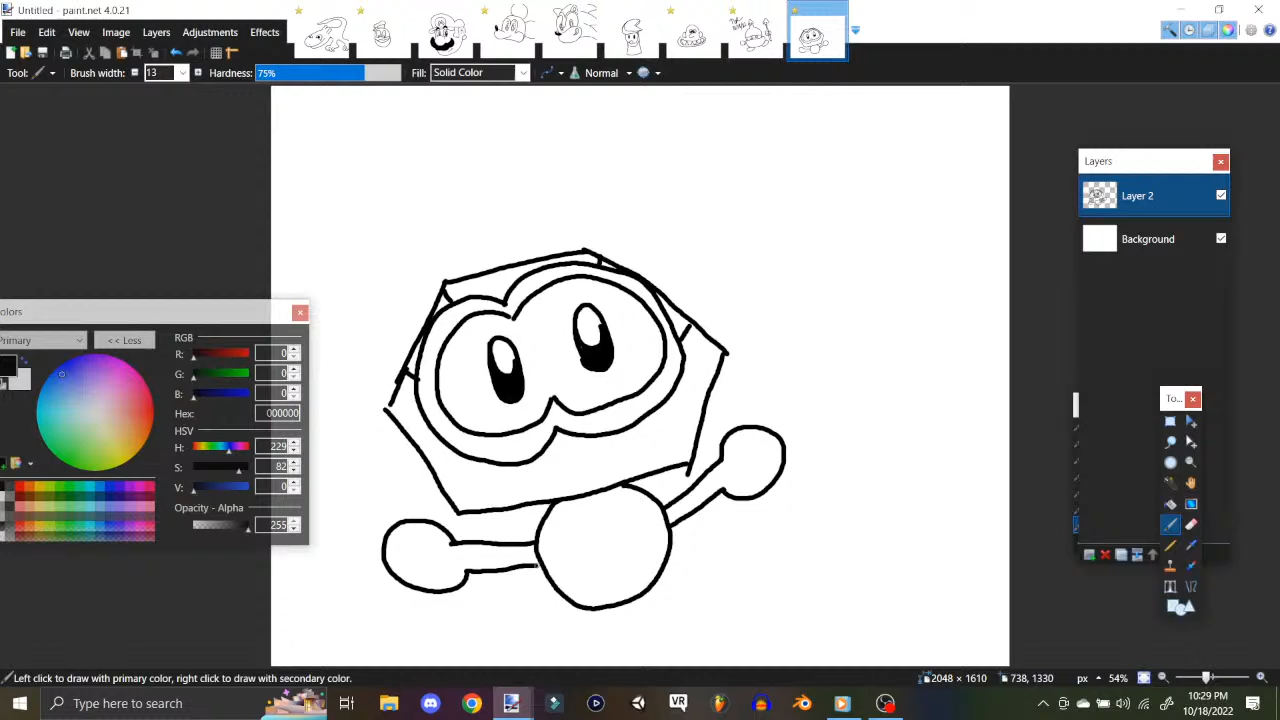 Untitled - paint.net 4.0.21
File Edit View Image Layers Adjustments Effects
Tool: Brush width: 13 Hardness: 75% Fill: Solid Color Normal
Layers
Layer 2
Background
olors
Primary << Less
RGB
R: 0
G: 0
B: 0
Hex: 000000
HSV
H: 229
S: 82
V: 0
Opacity - Alpha
255
To...
Left click to draw with primary color, right click to draw with secondary color.
2048 × 1610 738, 1330 px 54%
Type here to search
VR
10:29 PM
10/18/2022